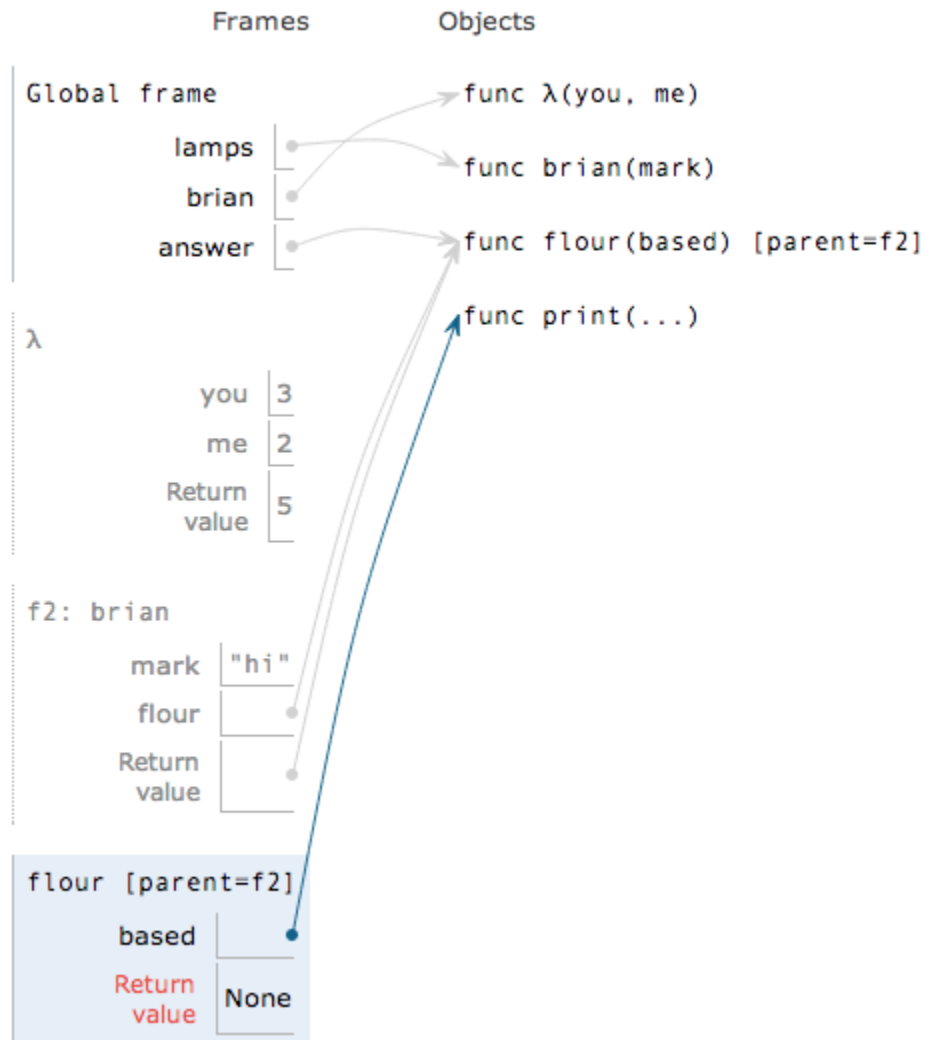 Frames Objects
Global frame func λ(you, me)
lamps
func brian(mark)
brian
answer func flour(based) [parent=f2]
func print(...)
λ
you 3
me 2
Return
value 5
f2: brian
mark "hi"
flour
Return
value
flour [parent=f2]
based
Return
value None